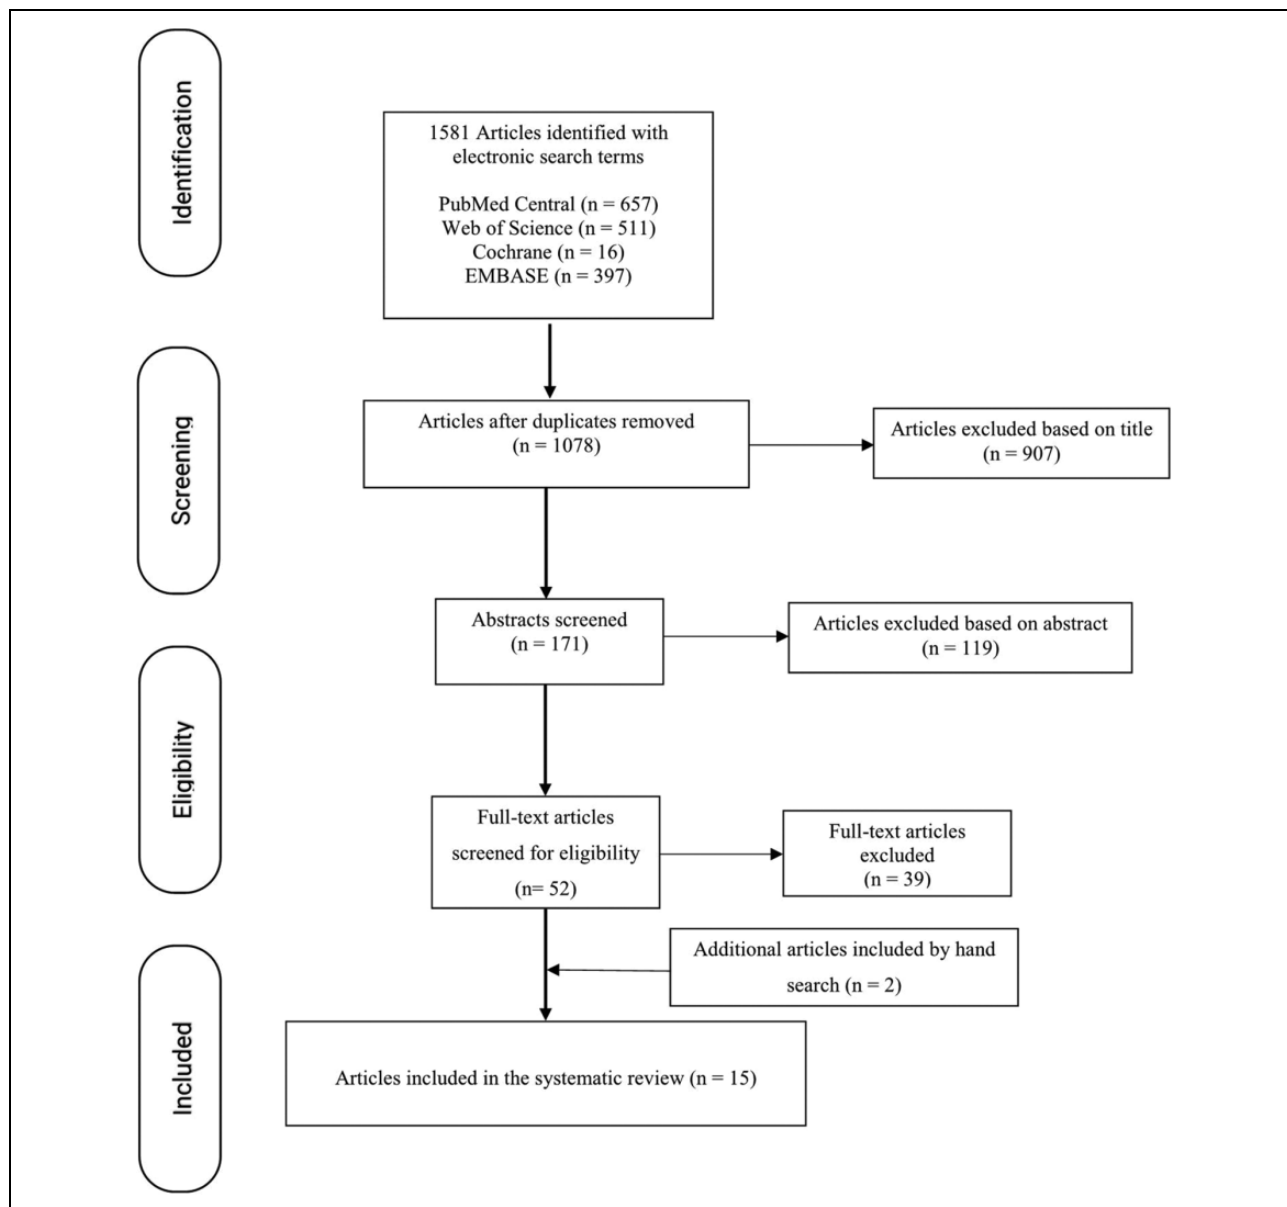 Identification
1581 Articles identified with
electronic search terms
PubMed Central (n = 657)
Web of Science (n = 511)
Cochrane (n = 16)
EMBASE (n = 397)
Screening
Articles after duplicates removed
(n = 1078)
Articles excluded based on title
(n = 907)
Abstracts screened
(n = 171)
Articles excluded based on abstract
(n = 119)
Eligibility
Full-text articles
screened for eligibility
(n= 52)
Full-text articles
excluded
(n = 39)
Additional articles included by hand
search (n = 2)
Included
Articles included in the systematic review (n = 15)